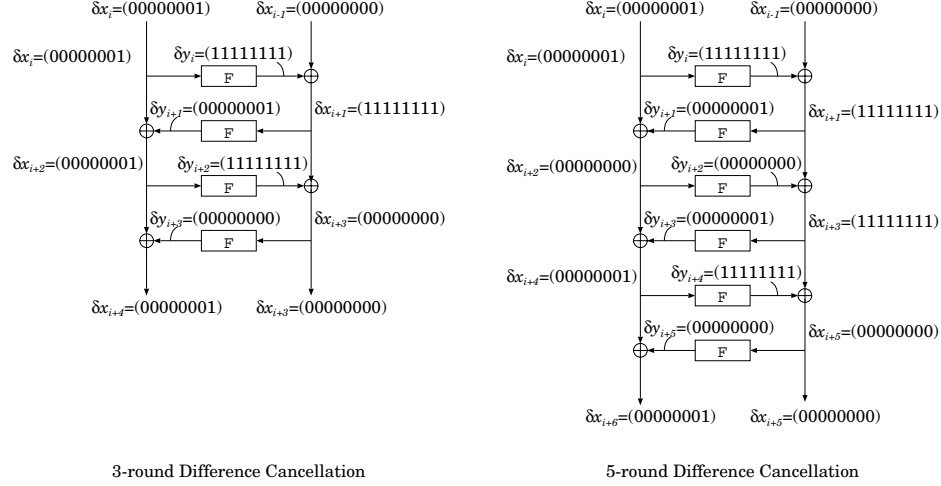 δx_i=(00000001) δx_{i-1}=(00000000)
δx_i=(00000001) δy_i=(11111111)
F
δy_{i+1}=(00000001) δx_{i+1}=(11111111)
F
δx_{i+2}=(00000001) δy_{i+2}=(11111111)
F
δy_{i+3}=(00000000) δx_{i+3}=(00000000)
F
δx_{i+4}=(00000001) δx_{i+3}=(00000000)
3-round Difference Cancellation
δx_i=(00000001) δx_{i-1}=(00000000)
δx_i=(00000001) δy_i=(11111111)
F
δy_{i+1}=(00000001) δx_{i+1}=(11111111)
F
δx_{i+2}=(00000000) δy_{i+2}=(00000000)
F
δy_{i+3}=(00000001) δx_{i+3}=(11111111)
F
δx_{i+4}=(00000001) δy_{i+4}=(11111111)
F
δy_{i+5}=(00000000) δx_{i+5}=(00000000)
F
δx_{i+6}=(00000001) δx_{i+5}=(00000000)
5-round Difference Cancellation